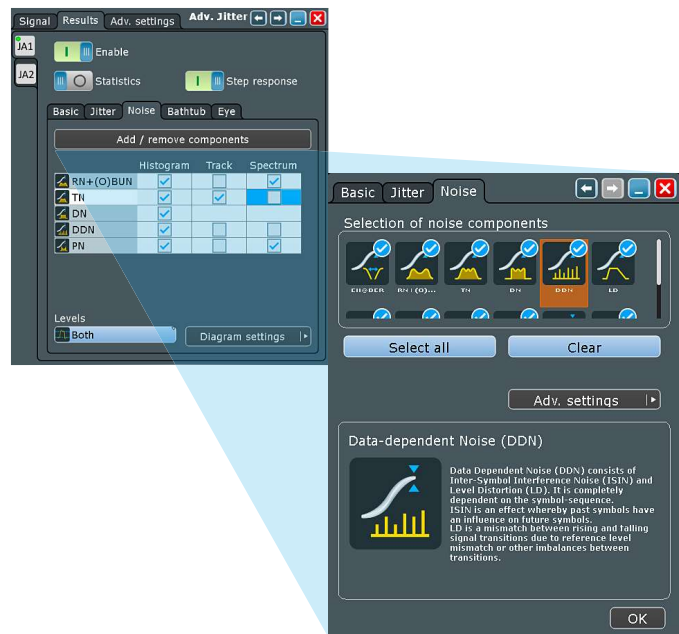 Signal Results Adv. settings Adv. Jitter
JA1
Enable
JA2
Statistics Step response
Basic Jitter Noise Bathtub Eye
Add / remove components
Histogram Track Spectrum
RN+(O)BUN
TN
DN
DDN
PN
Levels
Both Diagram settings
Basic Jitter Noise
Selection of noise components
EH@BER RN+(O)... TN DN DDN LD
Select all Clear
Adv. settings
Data-dependent Noise (DDN)
Data Dependent Noise (DDN) consists of
Inter-Symbol Interference Noise (ISIN) and
Level Distortion (LD). It is completely
dependent on the symbol-sequence.
ISIN is an effect whereby past symbols have
an influence on future symbols.
LD is a mismatch between rising and falling
signal transitions due to reference level
mismatch or other imbalances between
transitions.
OK